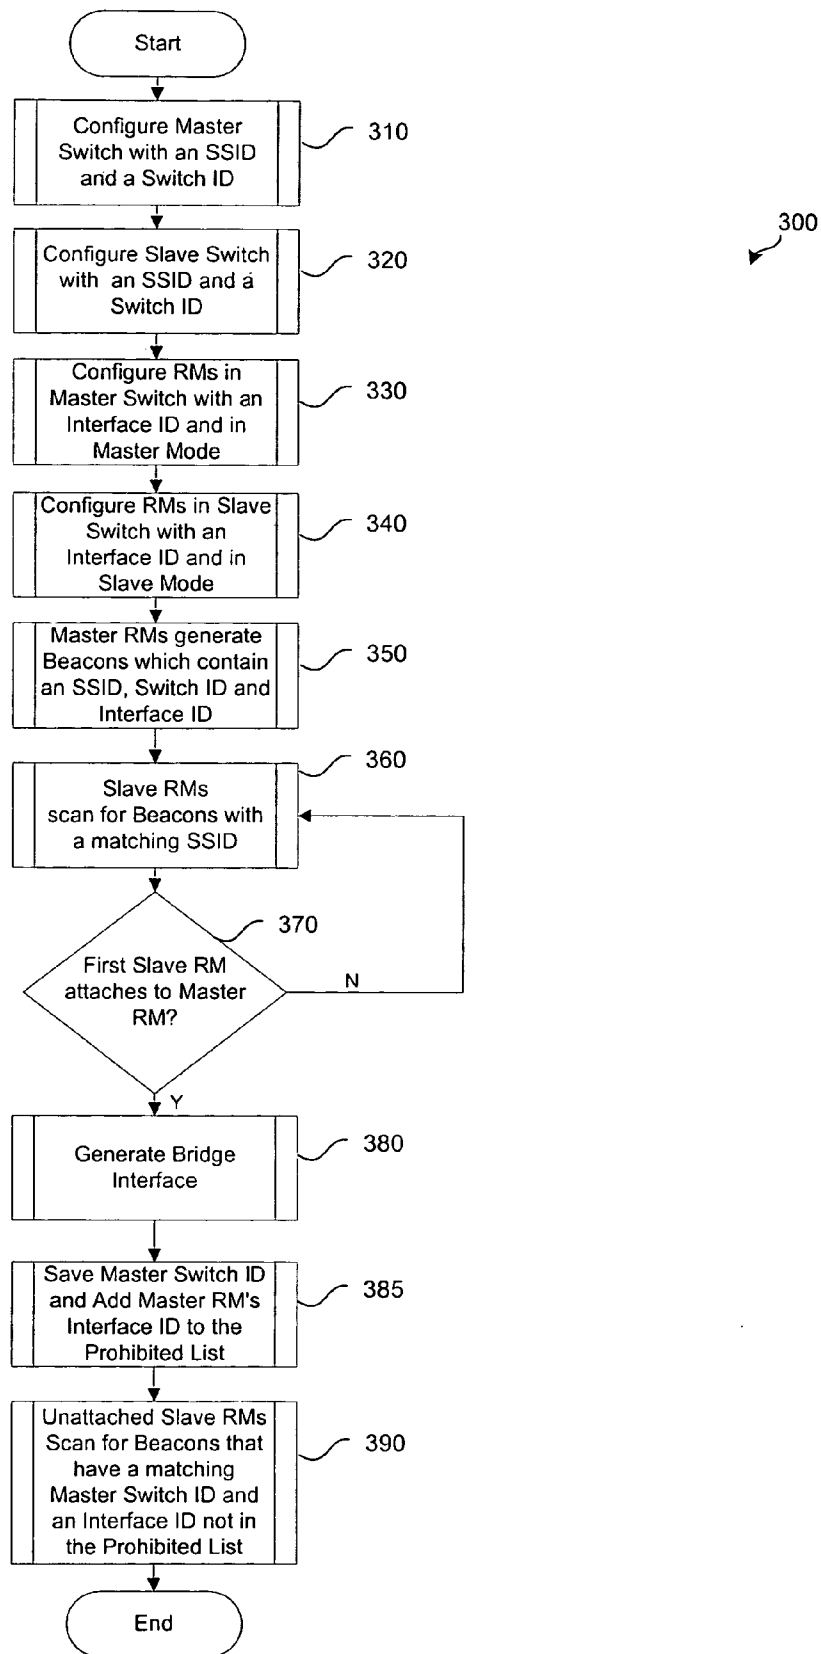 Start
Configure Master
Switch with an SSID
and a Switch ID
310
300
Configure Slave Switch
with an SSID and a
Switch ID
320
Configure RMs in
Master Switch with an
Interface ID and in
Master Mode
330
Configure RMs in Slave
Switch with an
Interface ID and in
Slave Mode
340
Master RMs generate
Beacons which contain
an SSID, Switch ID and
Interface ID
350
Slave RMs
scan for Beacons with
a matching SSID
360
First Slave RM
attaches to Master
RM?
370
N
Y
Generate Bridge
Interface
380
Save Master Switch ID
and Add Master RM's
Interface ID to the
Prohibited List
385
Unattached Slave RMs
Scan for Beacons that
have a matching
Master Switch ID and
an Interface ID not in
the Prohibited List
390
End